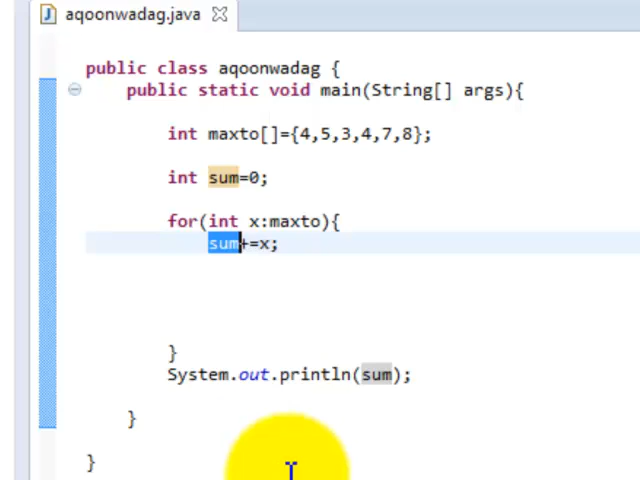 aqoonwadag.java
public class aqoonwadag {
public static void main(String[] args){
int maxto[]={4,5,3,4,7,8};
int sum=0;
for(int x:maxto){
sum+=x;
}
System.out.println(sum);
}
}